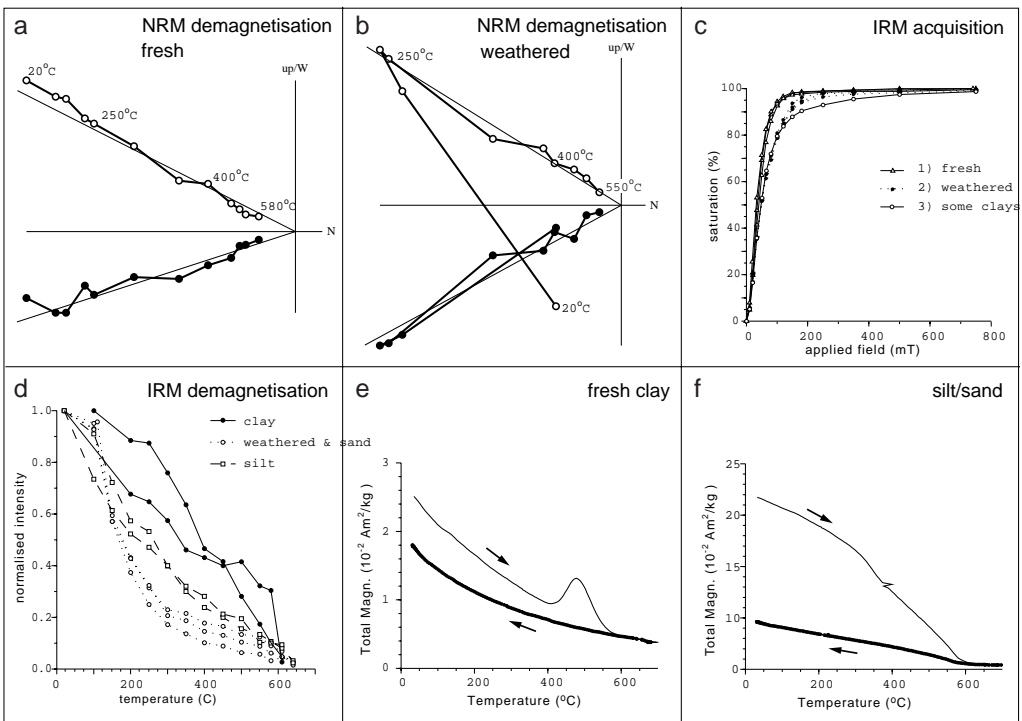 a
NRM demagnetisation
fresh
up/W
20°C
250°C
400°C
580°C
N
b
NRM demagnetisation
weathered
up/W
250°C
400°C
550°C
N
20°C
c
IRM acquisition
100
80
60
40
20
0
saturation (%)
1) fresh
2) weathered
3) some clays
0 200 400 600 800
applied field (mT)
d
IRM demagnetisation
1.0
0.8
0.6
0.4
0.2
0.0
normalised intensity
clay
weathered & sand
silt
0 200 400 600
temperature (C)
e
fresh clay
4
3
2
1
0
Total Magn. (10⁻² Am²/kg)
0 200 400 600
Temperature (ºC)
f
silt/sand
25
20
15
10
5
0
Total Magn. (10⁻² Am²/kg)
0 200 400 600
Temperature (ºC)